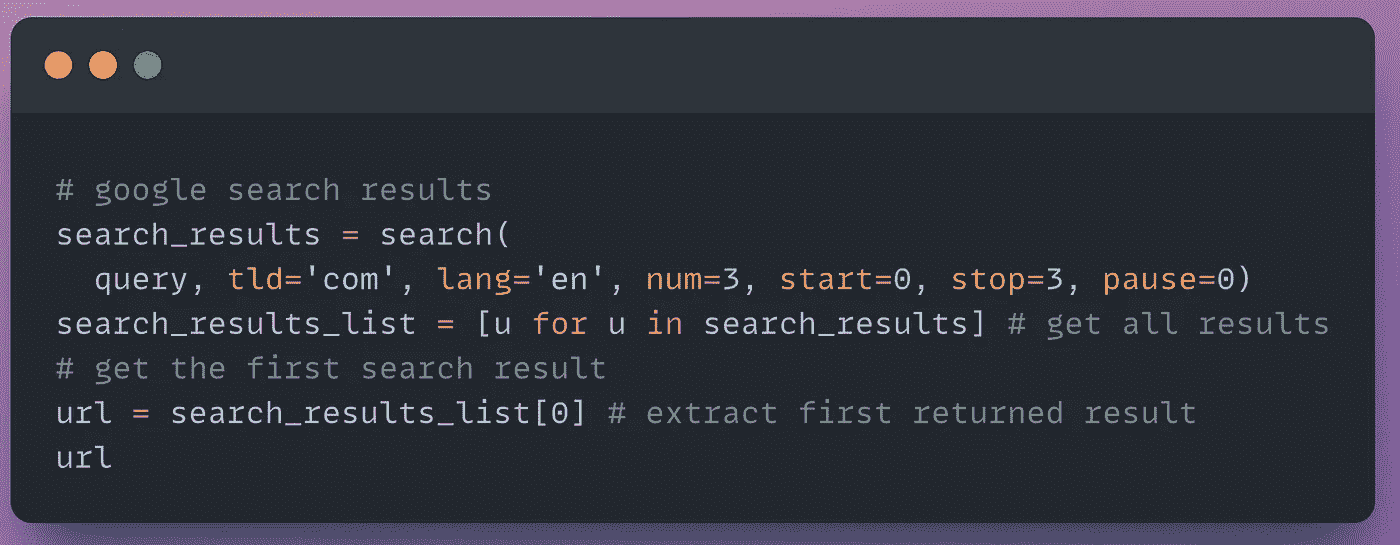 # google search results
search_results = search(
  query, tld='com', lang='en', num=3, start=0, stop=3, pause=0)
search_results_list = [u for u in search_results] # get all results
# get the first search result
url = search_results_list[0] # extract first returned result
url